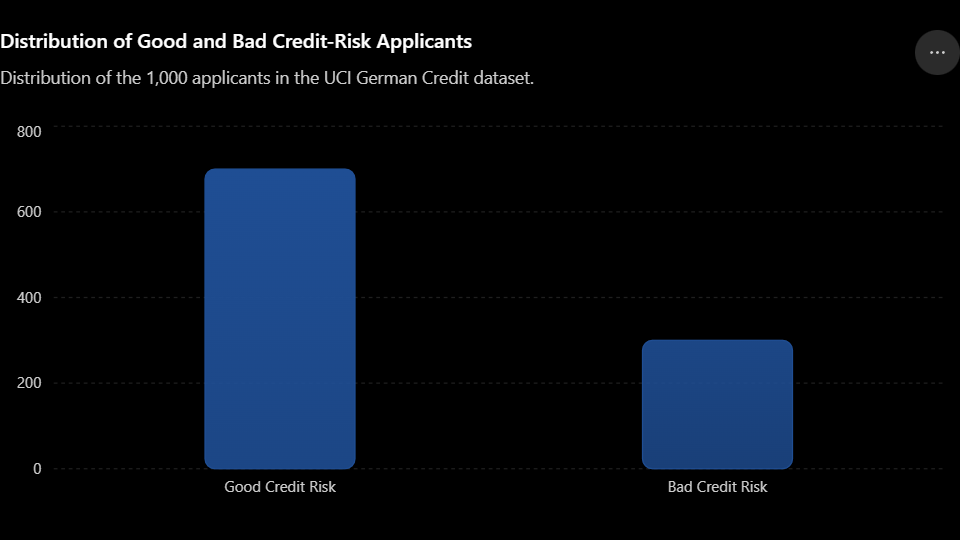 Distribution of Good and Bad Credit-Risk Applicants
Distribution of the 1,000 applicants in the UCI German Credit dataset.
800
600
400
200
0
Good Credit Risk
Bad Credit Risk